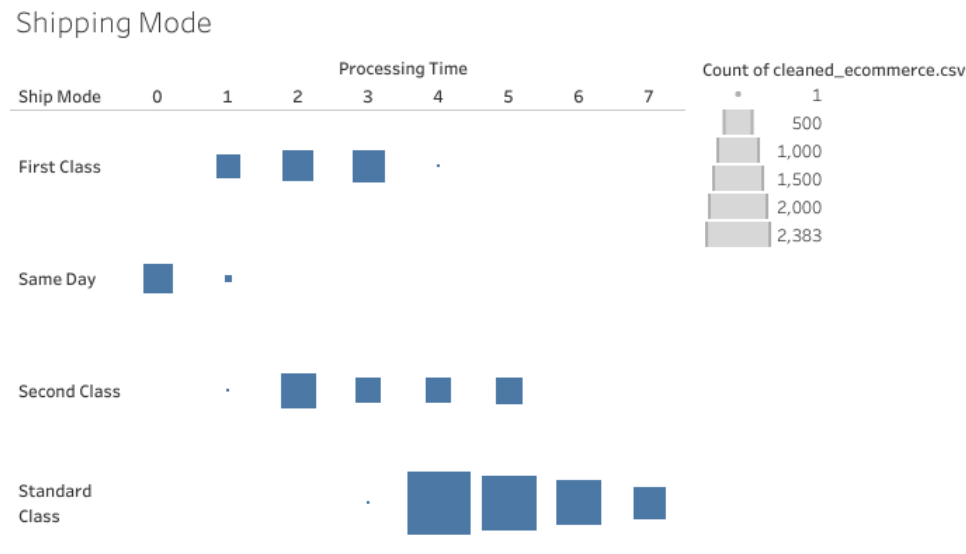 Shipping Mode
Processing Time
Ship Mode 0 1 2 3 4 5 6 7
First Class
Same Day
Second Class
Standard
Class
Count of cleaned_ecommerce.csv
1
500
1,000
1,500
2,000
2,383